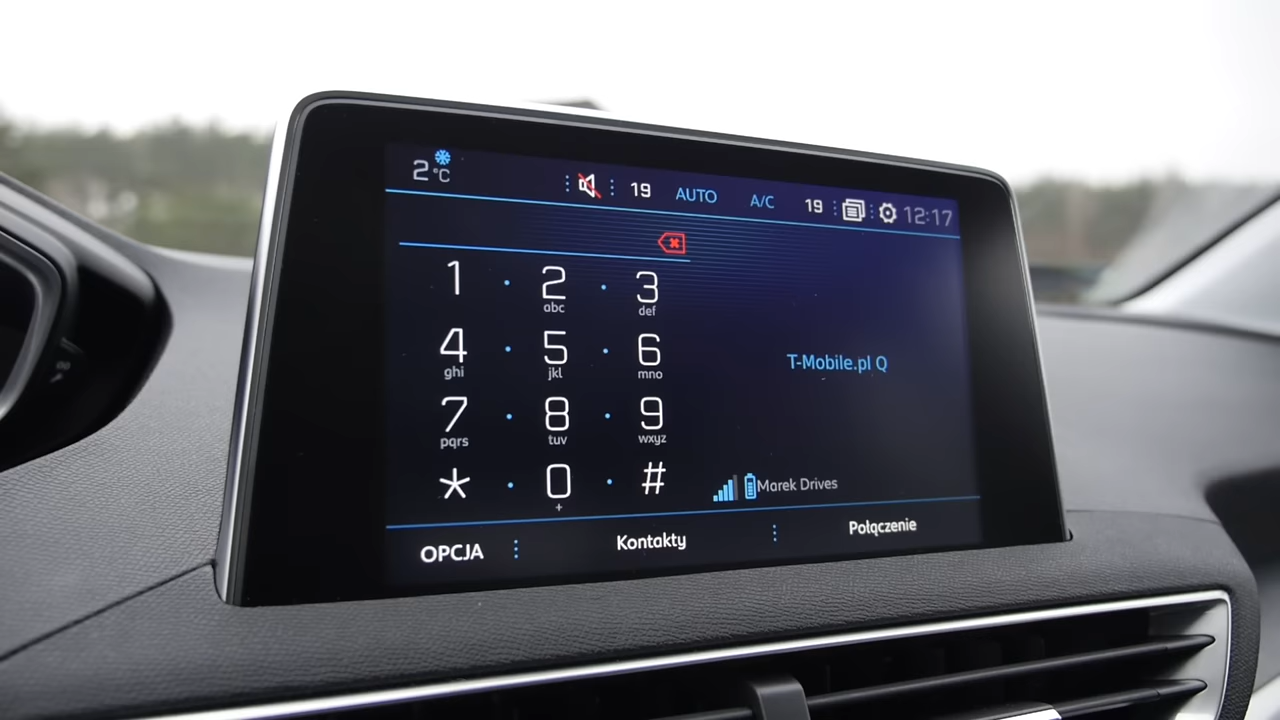 2 °C 19 AUTO A/C 19 12:17
1 2 3
abc def
4 5 6
ghi jkl mno
T-Mobile.pl Q
7 8 9
pqrs tuv wxyz
* 0 #
+
Marek Drives
OPCJA Kontakty Połączenie